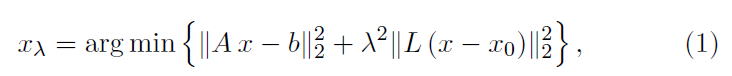 x_λ = arg min { ‖A x − b‖₂² + λ² ‖L (x − x₀)‖₂² } , (1)